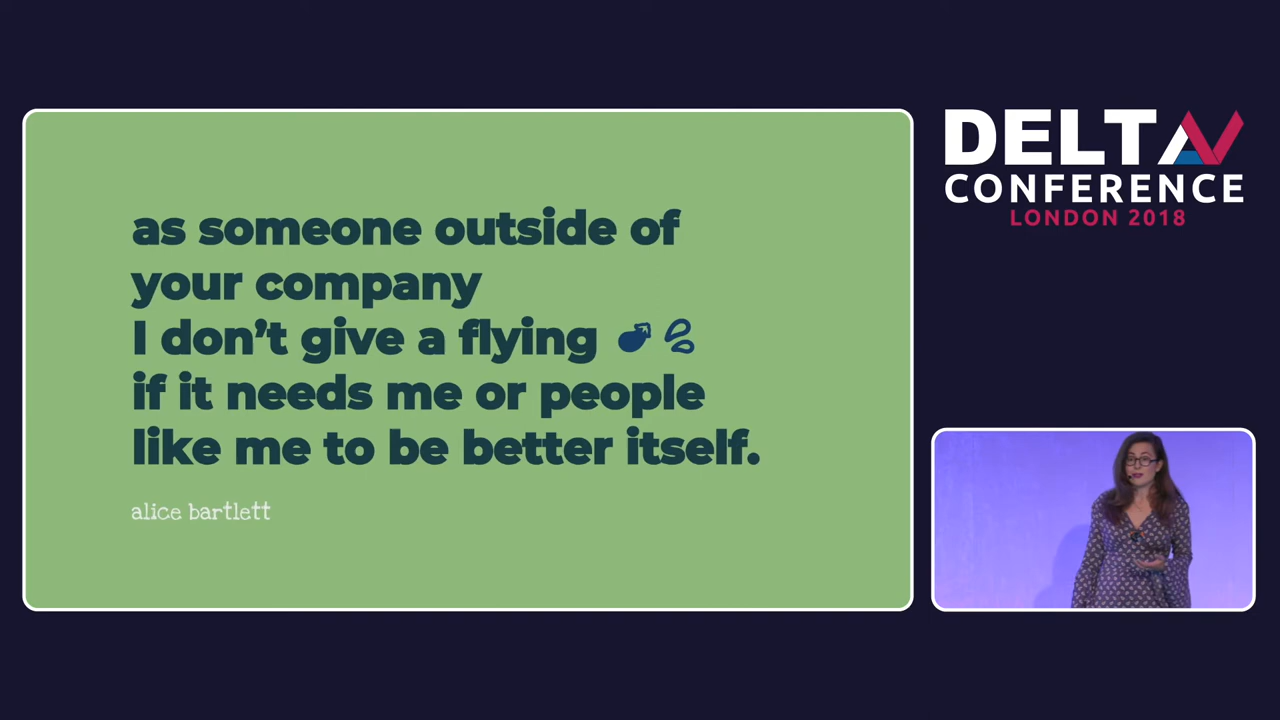 as someone outside of
your company
I don’t give a flying
if it needs me or people
like me to be better itself.
alice bartlett
DELTA V
CONFERENCE
LONDON 2018